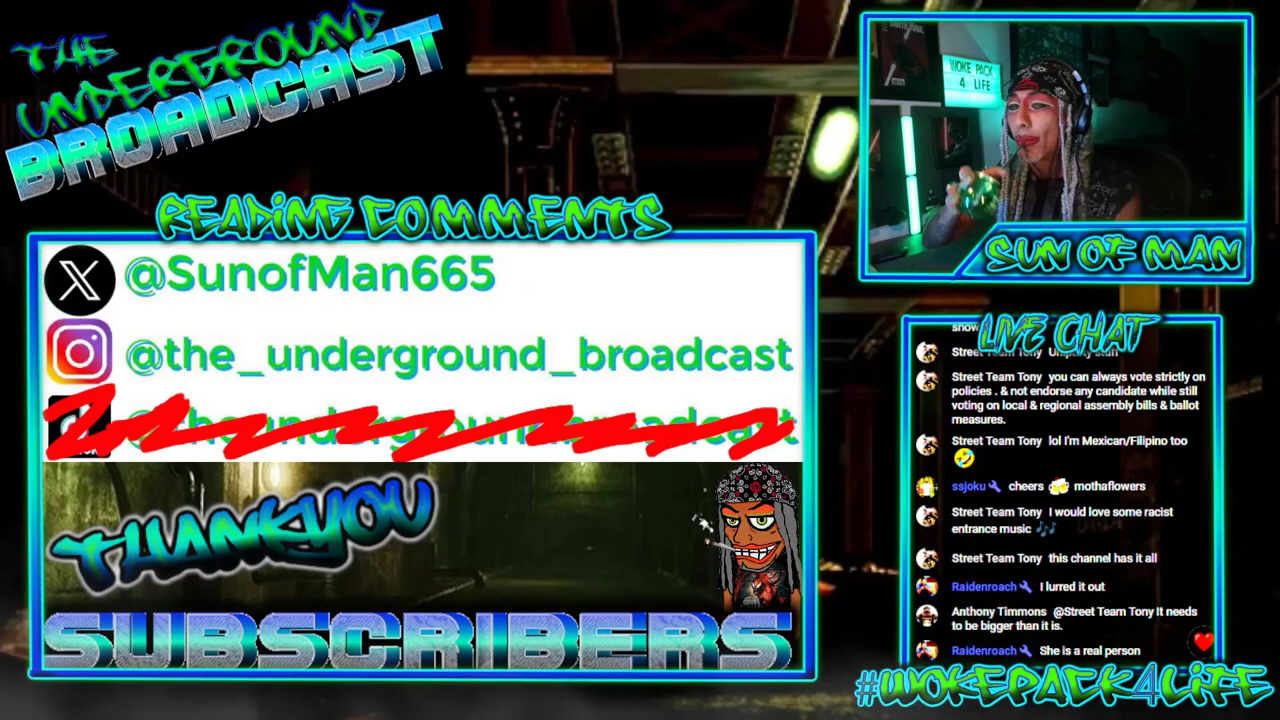 THE
UNDERGROUND
BROADCAST
READING COMMENTS
@SunofMan665
@the_underground_broadcast
THANKYOU
SUBSCRIBERS
WOKE PACK
4 LIFE
SUN OF MAN
LIVE CHAT
Street Team Tony
Street Team Tony you can always vote strictly on
policies . & not endorse any candidate while still
voting on local & regional assembly bills & ballot
measures.
Street Team Tony lol I'm Mexican/Filipino too
🤣
ssjoku cheers 🍻 mothaflowers
Street Team Tony I would love some racist
entrance music 🎶
Street Team Tony this channel has it all
Raidenroach I lurred it out
Anthony Timmons @Street Team Tony It needs
to be bigger than it is.
Raidenroach She is a real person
#WOKEPACK4LIFE